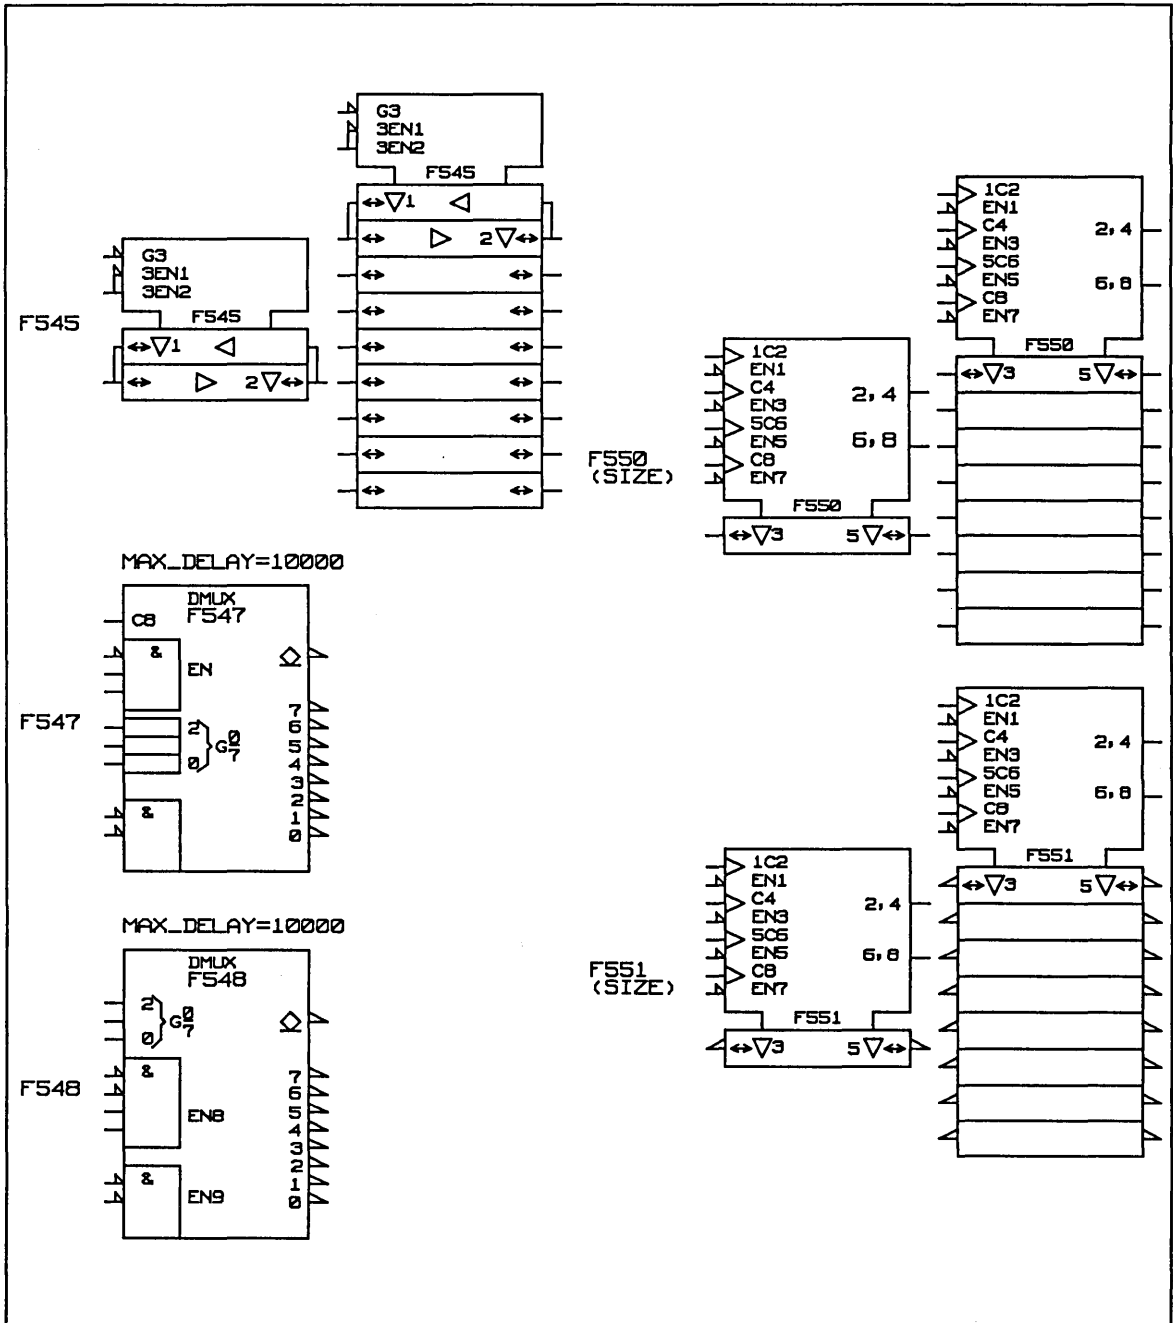 F545
G3
3EN1
3EN2
F545
1
2
G3
3EN1
3EN2
F545
1
2
MAX_DELAY=10000
F547
DMUX
F547
C8
&
EN
2
0
G 0/7
&
7
6
5
4
3
2
1
0
MAX_DELAY=10000
F548
DMUX
F548
2
0
G 0/7
&
EN8
&
EN9
7
6
5
4
3
2
1
0
F550
(SIZE)
1C2
EN1
C4
EN3
5C6
EN5
C8
EN7
2,4
6,8
F550
3
5
1C2
EN1
C4
EN3
5C6
EN5
C8
EN7
2,4
6,8
F550
3
5
F551
(SIZE)
1C2
EN1
C4
EN3
5C6
EN5
C8
EN7
2,4
6,8
F551
3
5
1C2
EN1
C4
EN3
5C6
EN5
C8
EN7
2,4
6,8
F551
3
5